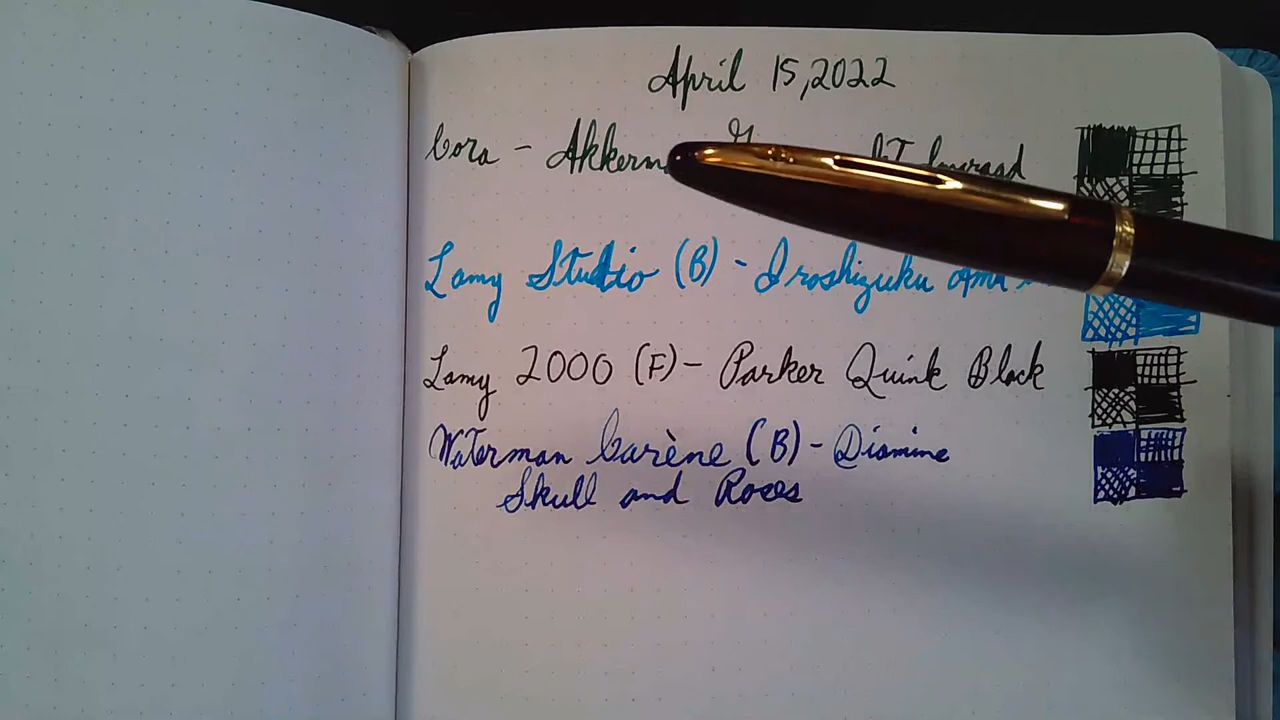 April 15,2022
Cora - Akkerm
Lamy Studio (B) - Iroshizuku Ama
Lamy 2000 (F) - Parker Quink Black
Waterman Carène (B) - Diamine
Skull and Roses